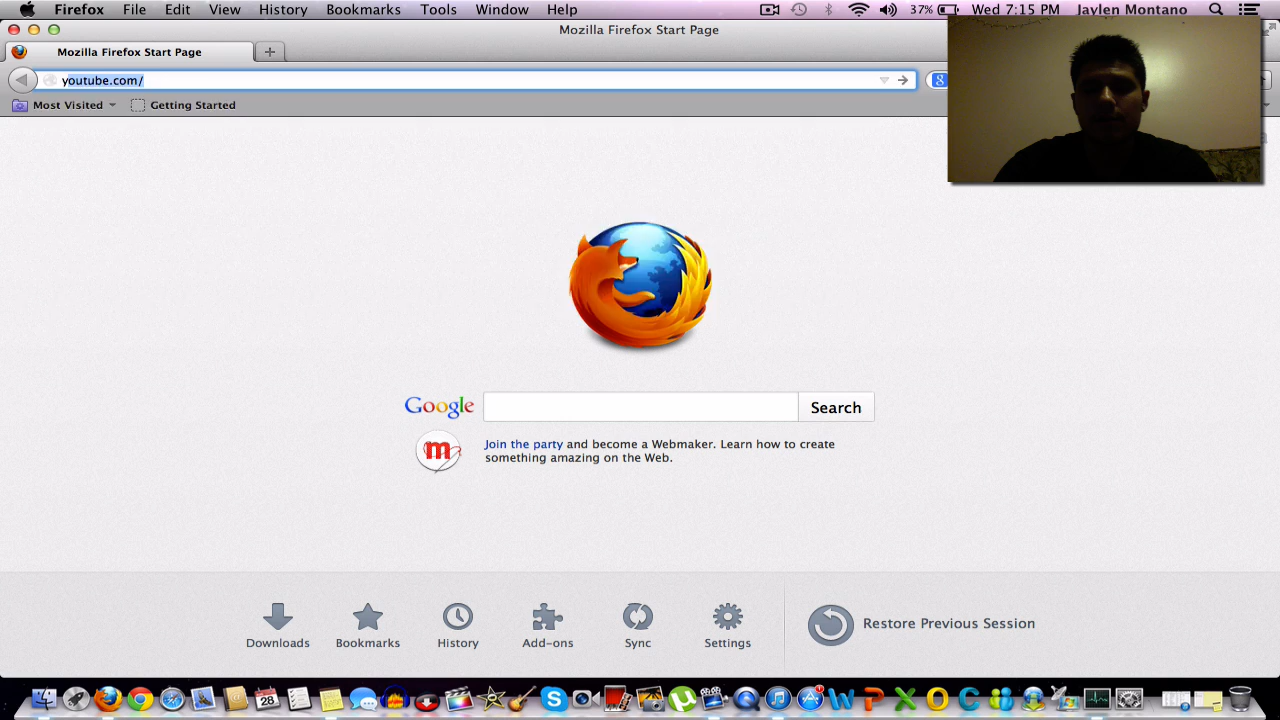 Firefox File Edit View History Bookmarks Tools Window Help 37% Wed 7:15 PM Jaylen Montano
Mozilla Firefox Start Page
Mozilla Firefox Start Page
youtube.com/
Most Visited Getting Started
Google Search
Join the party and become a Webmaker. Learn how to create
something amazing on the Web.
Downloads Bookmarks History Add-ons Sync Settings Restore Previous Session